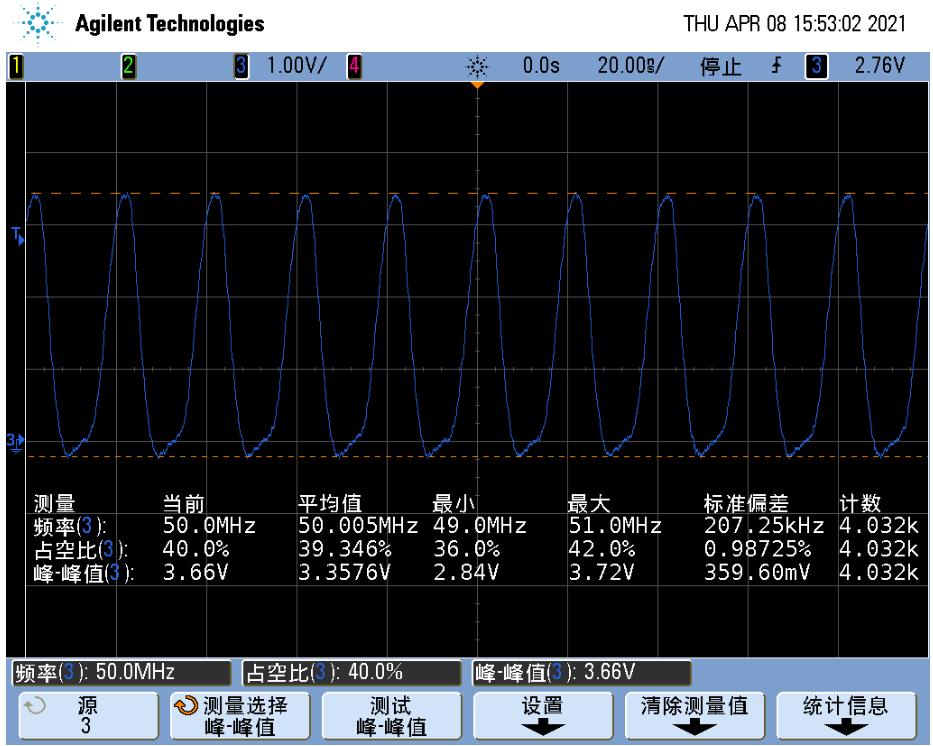 Agilent Technologies THU APR 08 15:53:02 2021
1 2 3 1.00V/ 4 0.0s 20.00ns/ 停止 3 2.76V
T
3
测量 当前 平均值 最小 最大 标准偏差 计数
频率(3): 50.0MHz 50.005MHz 49.0MHz 51.0MHz 207.25kHz 4.032k
占空比(3): 40.0% 39.346% 36.0% 42.0% 0.98725% 4.032k
峰-峰值(3): 3.66V 3.3576V 2.84V 3.72V 359.60mV 4.032k
频率(3): 50.0MHz 占空比(3): 40.0% 峰-峰值(3): 3.66V
源 测量选择 测试 设置 清除测量值 统计信息
3 峰-峰值 峰-峰值